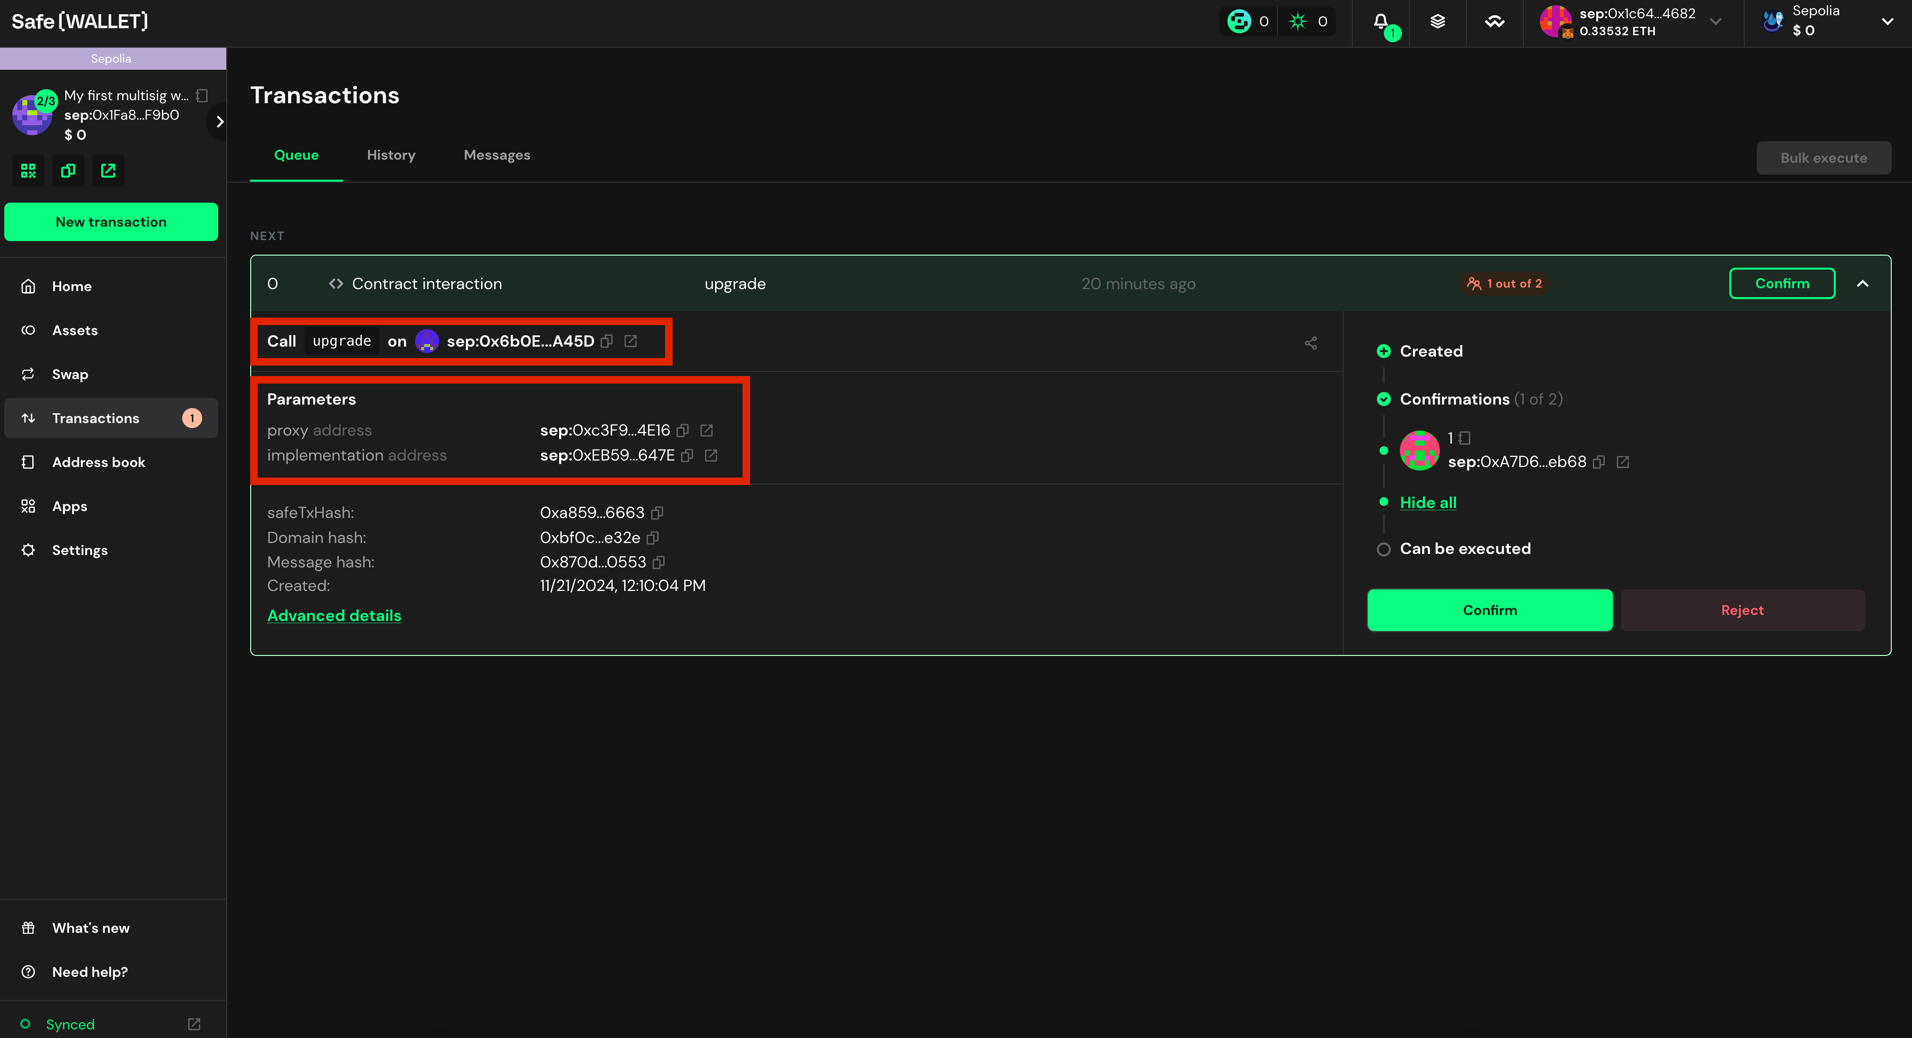 Safe{WALLET}
0
0
1
sep:0x1c64...4682
0.33532 ETH
Sepolia
$ 0
Sepolia
2/3
My first multisig w...
sep:0x1Fa8...F9b0
$ 0
New transaction
Home
Assets
Swap
Transactions
1
Address book
Apps
Settings
What's new
Need help?
Synced
Transactions
Queue
History
Messages
Bulk execute
NEXT
0
Contract interaction
upgrade
20 minutes ago
1 out of 2
Confirm
Call upgrade on sep:0x6b0E...A45D
Parameters
proxy address sep:0xc3F9...4E16
implementation address sep:0xEB59...647E
safeTxHash: 0xa859...6663
Domain hash: 0xbf0c...e32e
Message hash: 0x870d...0553
Created: 11/21/2024, 12:10:04 PM
Advanced details
Created
Confirmations (1 of 2)
1
sep:0xA7D6...eb68
Hide all
Can be executed
Confirm
Reject